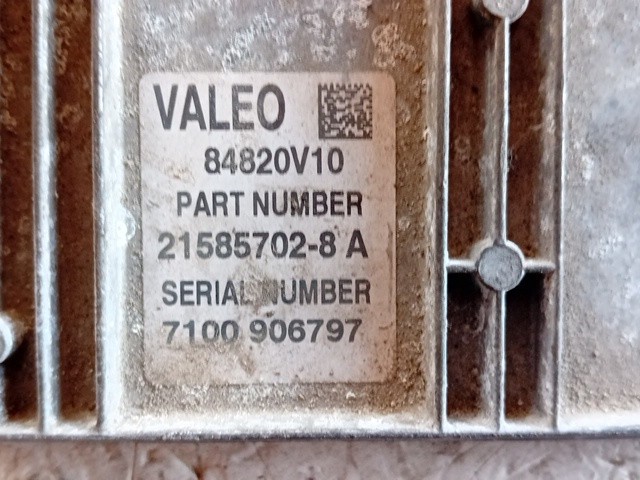 VALEO
84820V10
PART NUMBER
21585702-8 A
SERIAL NUMBER
7100 906797